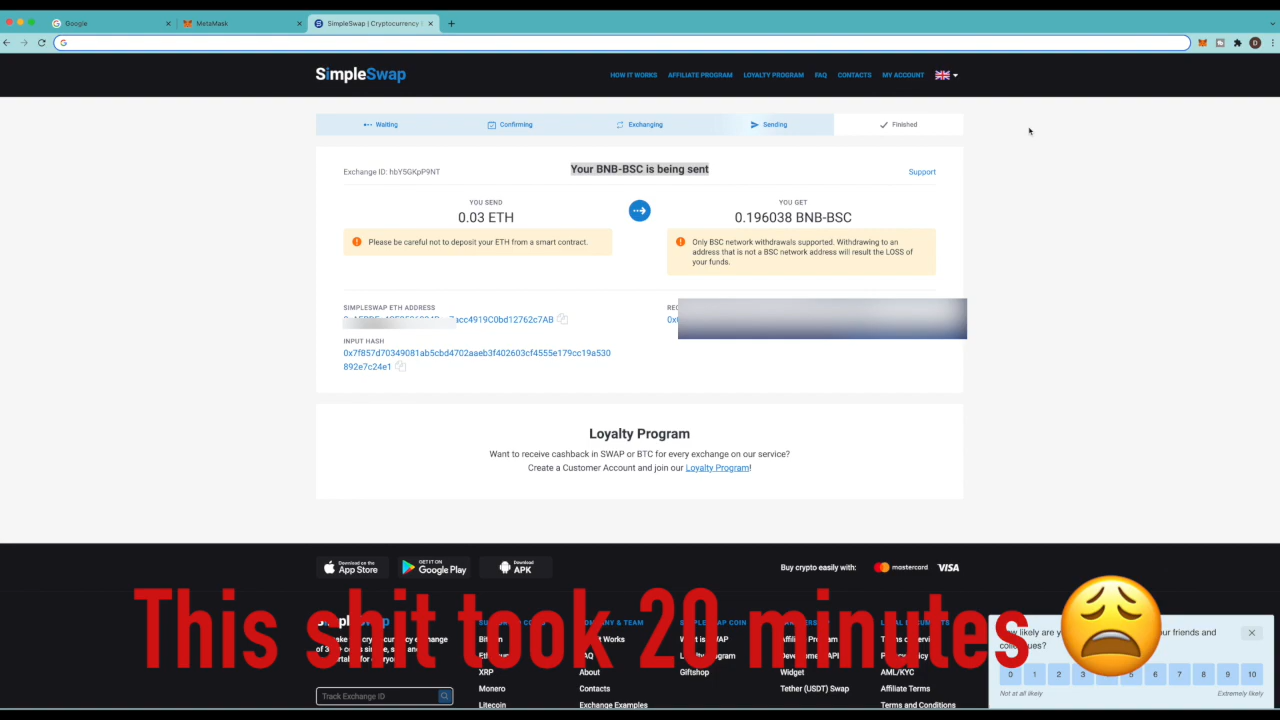 Google
MetaMask
SimpleSwap | Cryptocurrency
SimpleSwap
HOW IT WORKS
AFFILIATE PROGRAM
LOYALTY PROGRAM
FAQ
CONTACTS
MY ACCOUNT
Waiting
Confirming
Exchanging
Sending
Finished
Exchange ID: hbY5GKpP9NT
Your BNB-BSC is being sent
Support
YOU SEND
0.03 ETH
YOU GET
0.196038 BNB-BSC
Please be careful not to deposit your ETH from a smart contract.
Only BSC network withdrawals supported. Withdrawing to an
address that is not a BSC network address will result the LOSS of
your funds.
SIMPLESWAP ETH ADDRESS
7acc4919C0bd12762c7AB
INPUT HASH
0x7f857d70349081ab5cbd4702aaeb3f402603cf4555e179cc19a530
892e7c24e1
Loyalty Program
Want to receive cashback in SWAP or BTC for every exchange on our service?
Create a Customer Account and join our Loyalty Program!
Download on the
App Store
GET IT ON
Google Play
Download
APK
Buy crypto easily with:
mastercard
VISA
This shit took 20 minutes
XRP
Monero
Litecoin
About
Contacts
Exchange Examples
Giftshop
Widget
Tether (USDT) Swap
AML/KYC
Affiliate Terms
Terms and Conditions
Track Exchange ID
friends and
0 1 2 3 5 6 7 8 9 10
Not at all likely
Extremely likely